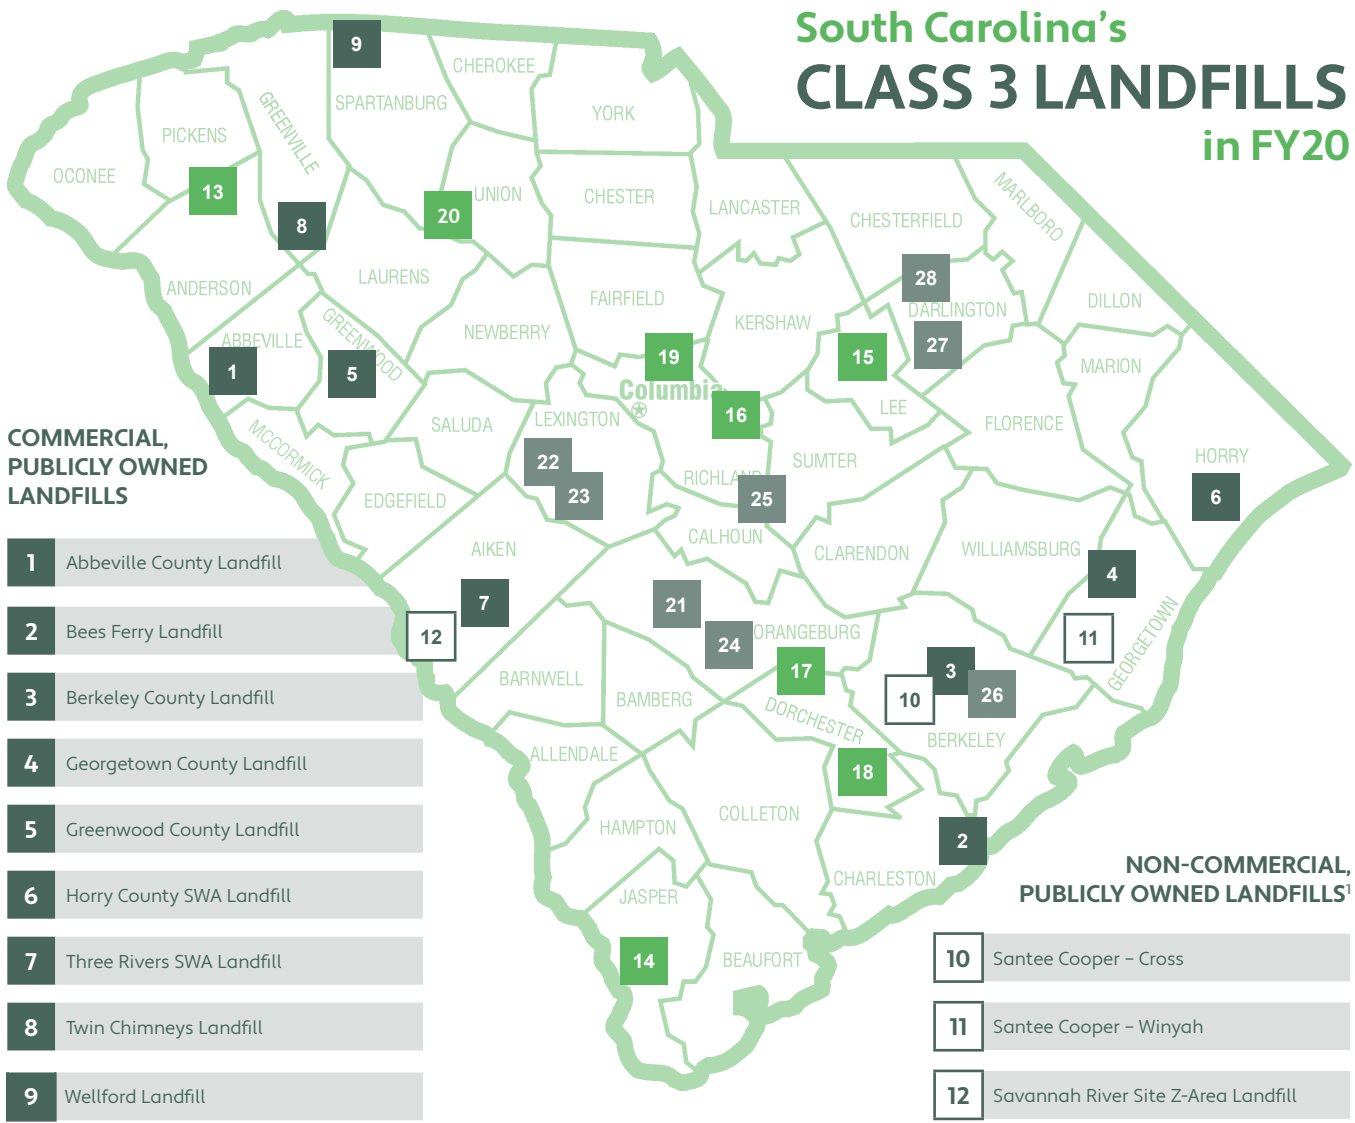 South Carolina's
CLASS 3 LANDFILLS
in FY20
9
CHEROKEE
SPARTANBURG
YORK
GREENVILLE
PICKENS
OCONEE
13
UNION
CHESTER
LANCASTER
CHESTERFIELD
MARLBORO
8
20
ANDERSON
LAURENS
FAIRFIELD
28
DARLINGTON
DILLON
ABBEVILLE
GREENWOOD
NEWBERRY
KERSHAW
27
MARION
1
5
19
15
Columbia
16
LEE
SALUDA
LEXINGTON
FLORENCE
MCCORMICK
22
23
RICHLAND
25
SUMTER
HORRY
6
EDGEFIELD
AIKEN
CALHOUN
CLARENDON
WILLIAMSBURG
4
7
12
21
24
ORANGEBURG
17
11
GEORGETOWN
BARNWELL
BAMBERG
DORCHESTER
3
10
26
BERKELEY
ALLENDALE
18
HAMPTON
COLLETON
2
CHARLESTON
JASPER
14
BEAUFORT
COMMERCIAL,
PUBLICLY OWNED
LANDFILLS
1 Abbeville County Landfill
2 Bees Ferry Landfill
3 Berkeley County Landfill
4 Georgetown County Landfill
5 Greenwood County Landfill
6 Horry County SWA Landfill
7 Three Rivers SWA Landfill
8 Twin Chimneys Landfill
9 Wellford Landfill
NON-COMMERCIAL,
PUBLICLY OWNED LANDFILLS¹
10 Santee Cooper – Cross
11 Santee Cooper – Winyah
12 Savannah River Site Z-Area Landfill